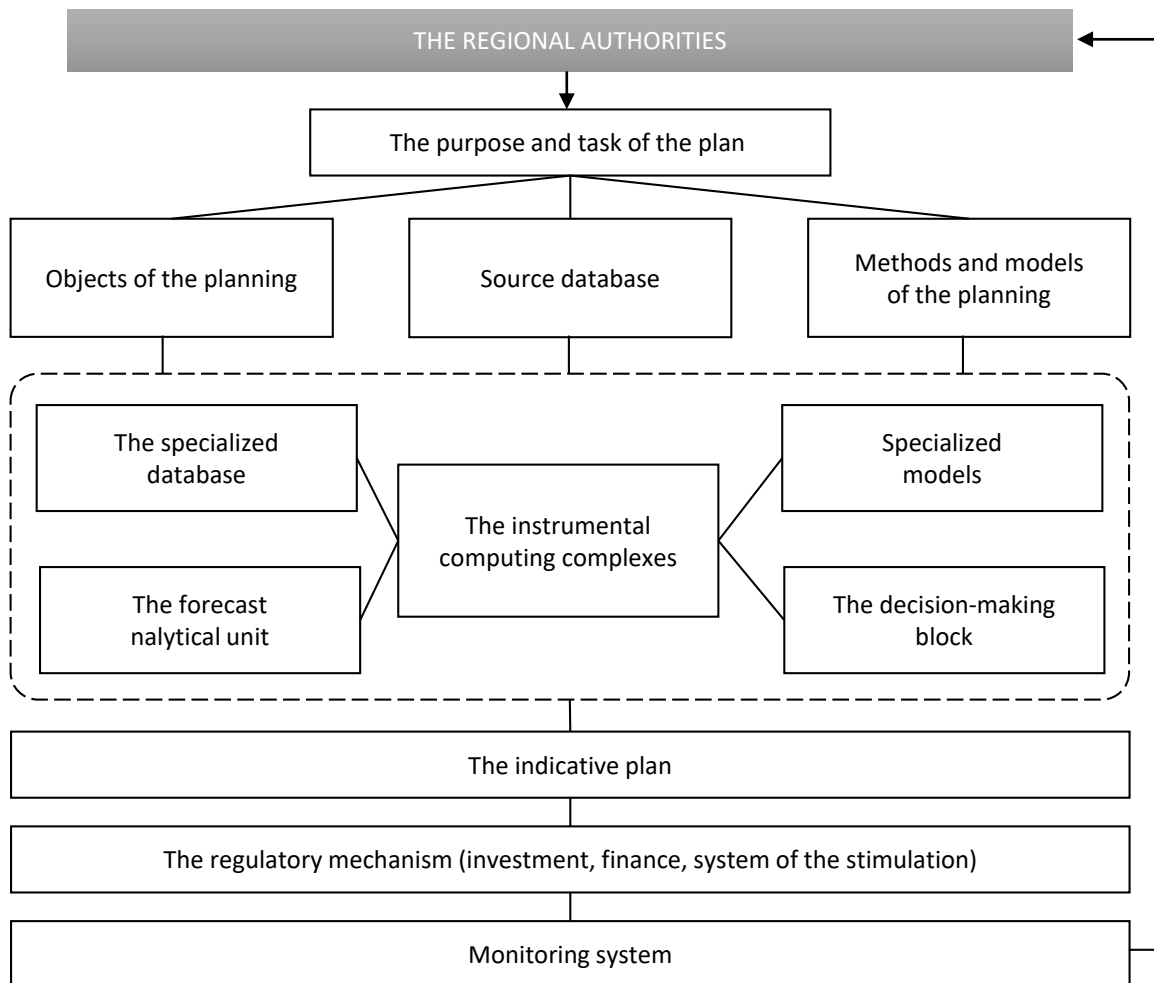 THE REGIONAL AUTHORITIES
The purpose and task of the plan
Objects of the planning
Source database
Methods and models
of the planning
The specialized
database
Specialized
models
The instrumental
computing complexes
The forecast
nalytical unit
The decision-making
block
The indicative plan
The regulatory mechanism (investment, finance, system of the stimulation)
Monitoring system